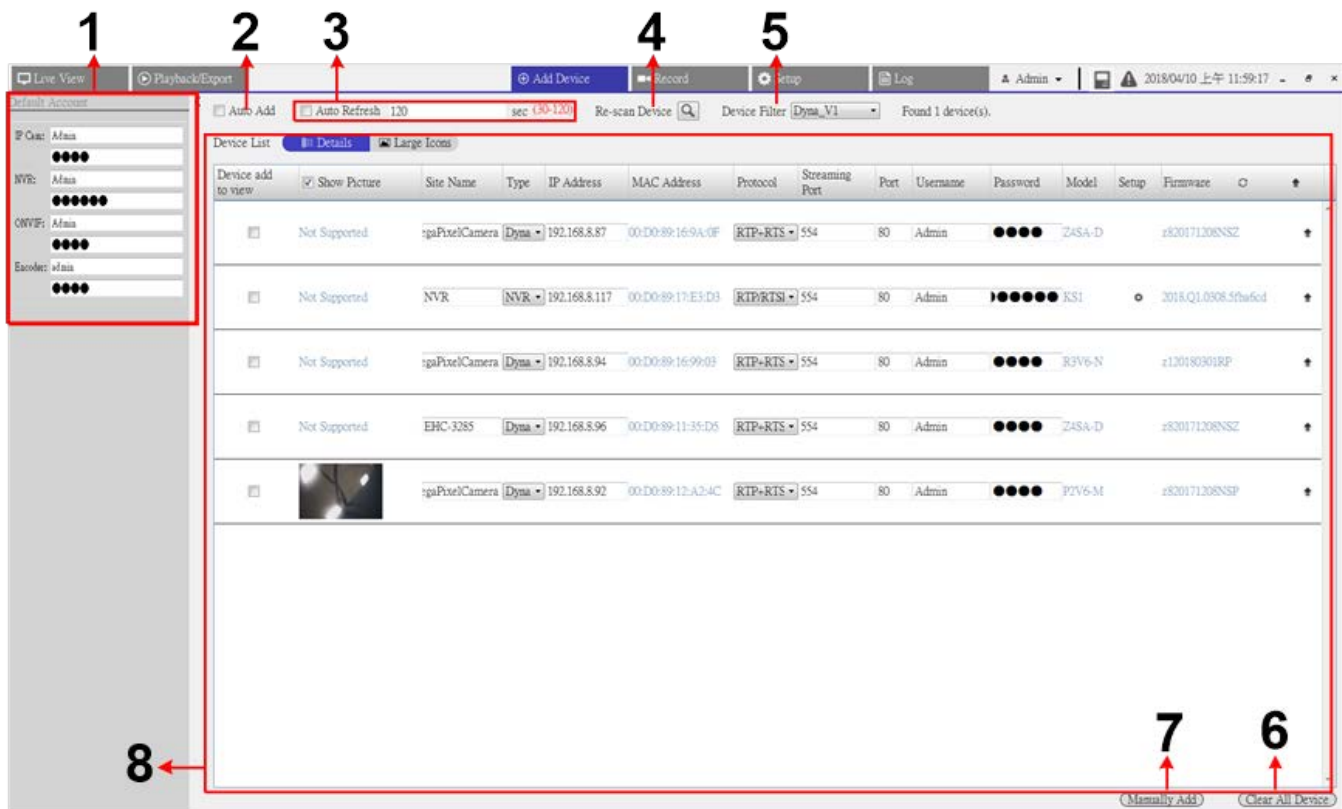 1 2 3 4 5
Live View Playback/Export Add Device Record Setup Log Admin 2018/04/10 上午 11:59:17
Default Account
Auto Add Auto Refresh 120 sec (30-120) Re-scan Device Device Filter Dyna_V1 Found 1 device(s).
IP Cam: Admin
●●●●
NVR: Admin
●●●●●●
ONVIF: Admin
●●●●
Encoder: admin
●●●●
Device List Details Large Icons
Device add to view Show Picture Site Name Type IP Address MAC Address Protocol Streaming Port Port Username Password Model Setup Firmware
Not Supported egaPixelCamera Dyna 192.168.8.87 00:D0:89:16:9A:0F RTP+RTS 554 80 Admin ●●●● Z4SA-D z820171208NSZ
Not Supported NVR NVR 192.168.8.117 00:D0:89:17:E3:D3 RTP/RTSI 554 80 Admin ●●●●●● KS1 2018.Q1.0308.5fba6cd
Not Supported egaPixelCamera Dyna 192.168.8.94 00:D0:89:16:99:03 RTP+RTS 554 80 Admin ●●●● R3V6-N z120180301RP
Not Supported EHC-3285 Dyna 192.168.8.96 00:D0:89:11:35:D5 RTP+RTS 554 80 Admin ●●●● Z4SA-D z820171208NSZ
egaPixelCamera Dyna 192.168.8.92 00:D0:89:12:A2:4C RTP+RTS 554 80 Admin ●●●● P2V6-M z820171208NSP
8 7 6
Manually Add Clear All Device